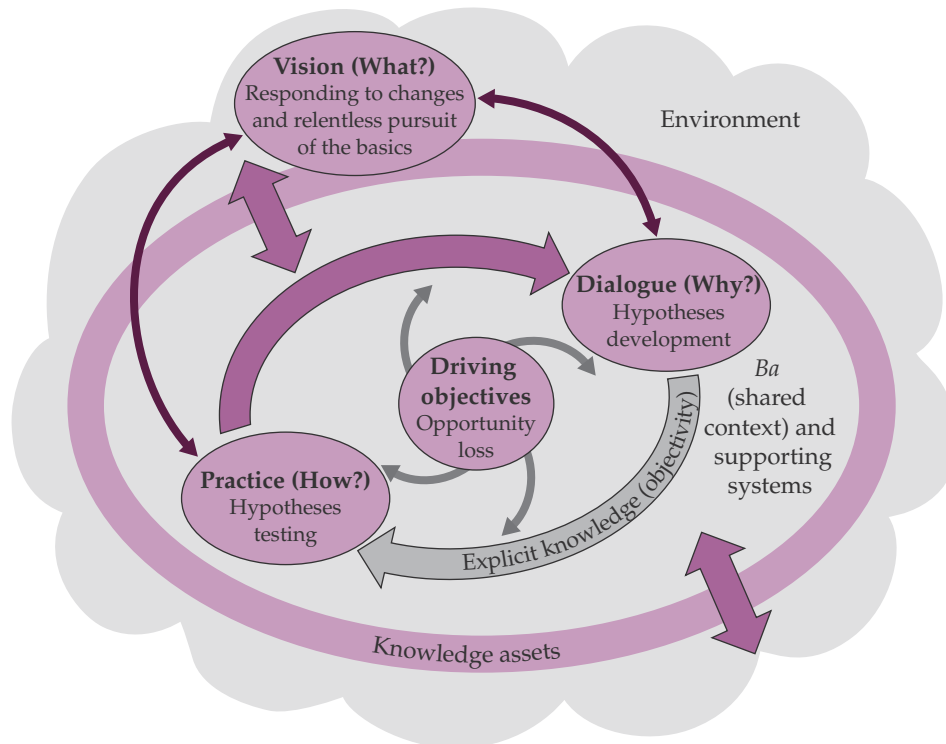 Vision (What?)
Responding to changes
and relentless pursuit
of the basics
Environment
Dialogue (Why?)
Hypotheses
development
Driving
objectives
Opportunity
loss
Ba
(shared
context) and
supporting
systems
Practice (How?)
Hypotheses
testing
Explicit knowledge (objectivity)
Knowledge assets